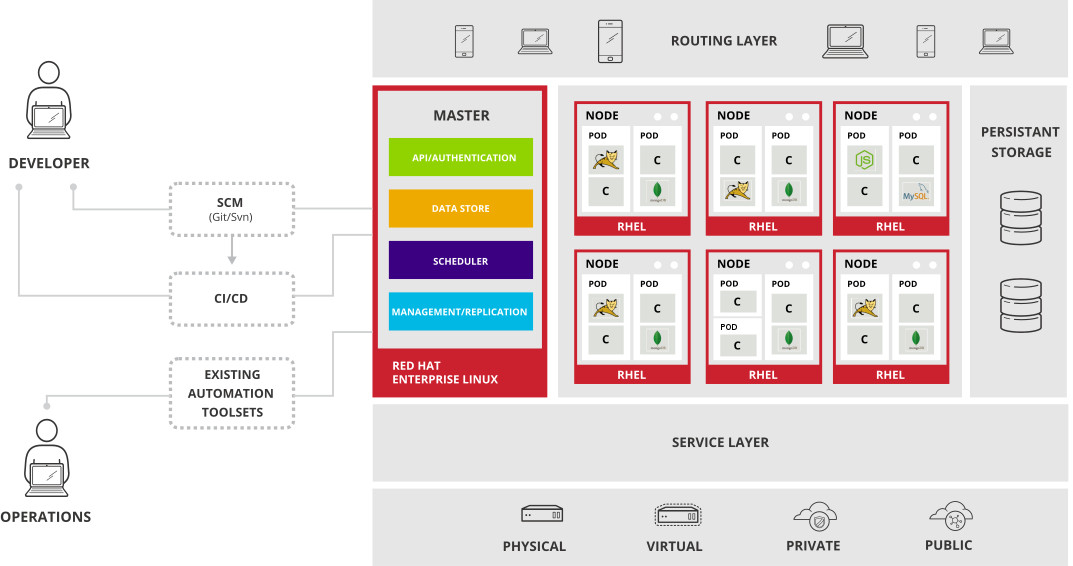 ROUTING LAYER
DEVELOPER
SCM
(Git/Svn)
CI/CD
EXISTING
AUTOMATION
TOOLSETS
OPERATIONS
MASTER
API/AUTHENTICATION
DATA STORE
SCHEDULER
MANAGEMENT/REPLICATION
RED HAT
ENTERPRISE LINUX
NODE
POD POD
C
C
mongoDB
RHEL
NODE
POD POD
C C
mongoDB
RHEL
NODE
POD POD
JS C
C MySQL
RHEL
NODE
POD POD
C
C
mongoDB
RHEL
NODE
POD POD
C C
POD
C
mongoDB
RHEL
NODE
POD POD
C
C
mongoDB
RHEL
PERSISTANT
STORAGE
SERVICE LAYER
PHYSICAL
VIRTUAL
PRIVATE
PUBLIC